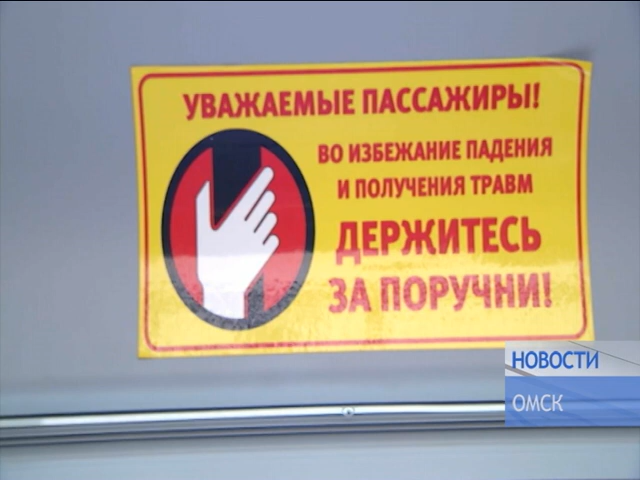 УВАЖАЕМЫЕ ПАССАЖИРЫ!
ВО ИЗБЕЖАНИЕ ПАДЕНИЯ
И ПОЛУЧЕНИЯ ТРАВМ
ДЕРЖИТЕСЬ
ЗА ПОРУЧНИ!
НОВОСТИ
ОМСК